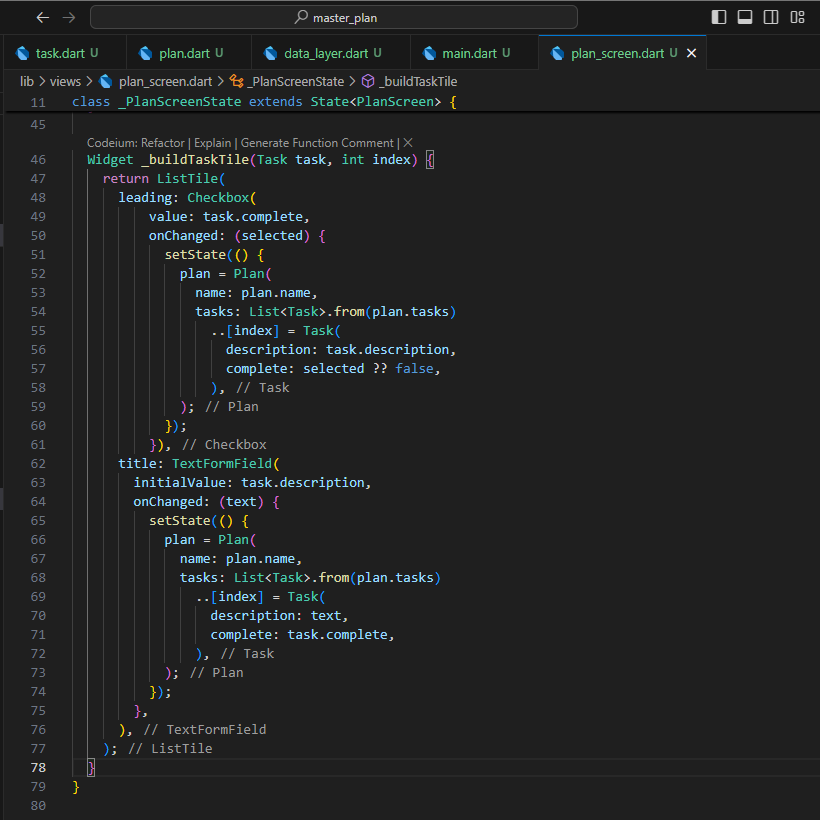 master_plan
task.dart U plan.dart U data_layer.dart U main.dart U plan_screen.dart U
lib > views > plan_screen.dart > _PlanScreenState > _buildTaskTile
11 class _PlanScreenState extends State<PlanScreen> {
45
Codeium: Refactor | Explain | Generate Function Comment | ×
46 Widget _buildTaskTile(Task task, int index) {
47 return ListTile(
48 leading: Checkbox(
49 value: task.complete,
50 onChanged: (selected) {
51 setState(() {
52 plan = Plan(
53 name: plan.name,
54 tasks: List<Task>.from(plan.tasks)
55 ..[index] = Task(
56 description: task.description,
57 complete: selected ?? false,
58 ), // Task
59 ); // Plan
60 });
61 }), // Checkbox
62 title: TextFormField(
63 initialValue: task.description,
64 onChanged: (text) {
65 setState(() {
66 plan = Plan(
67 name: plan.name,
68 tasks: List<Task>.from(plan.tasks)
69 ..[index] = Task(
70 description: text,
71 complete: task.complete,
72 ), // Task
73 ); // Plan
74 });
75 },
76 ), // TextFormField
77 ); // ListTile
78 }
79 }
80